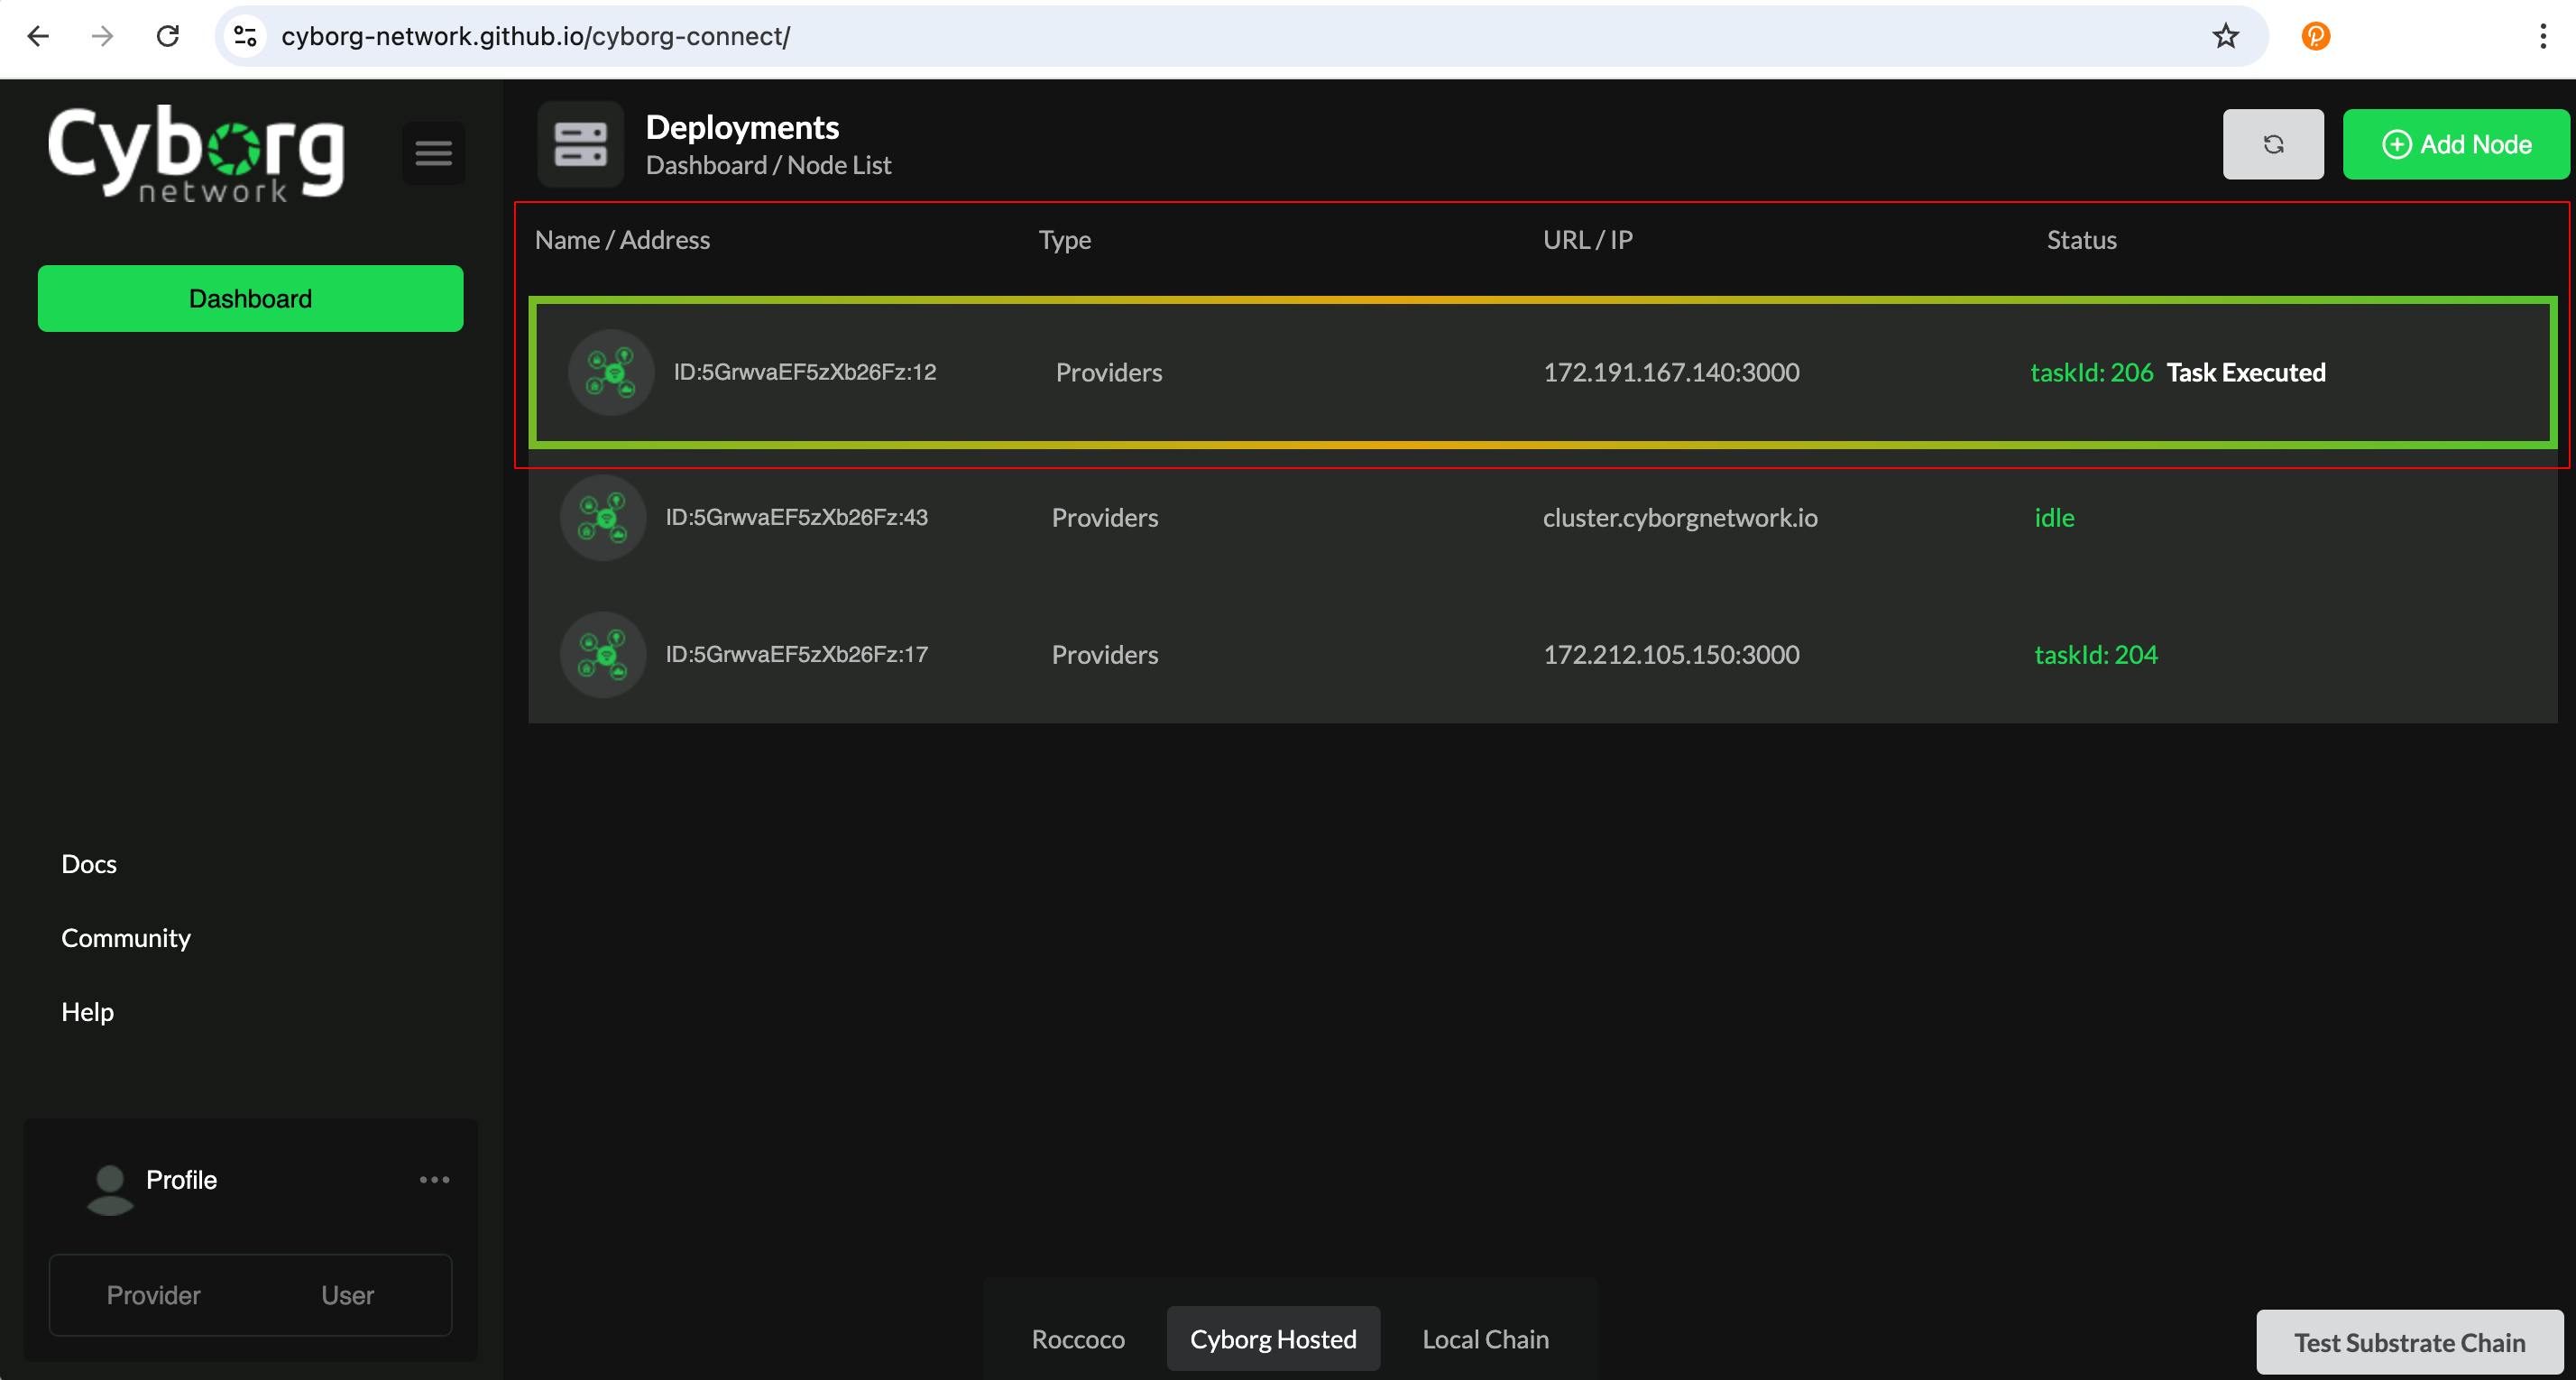 cyborg-network.github.io/cyborg-connect/
Cyborg
network
Dashboard
Docs
Community
Help
Profile
Provider User
Deployments
Dashboard / Node List
Add Node
Name / Address Type URL / IP Status
ID:5GrwvaEF5zXb26Fz:12 Providers 172.191.167.140:3000 taskId: 206 Task Executed
ID:5GrwvaEF5zXb26Fz:43 Providers cluster.cyborgnetwork.io idle
ID:5GrwvaEF5zXb26Fz:17 Providers 172.212.105.150:3000 taskId: 204
Roccoco Cyborg Hosted Local Chain
Test Substrate Chain